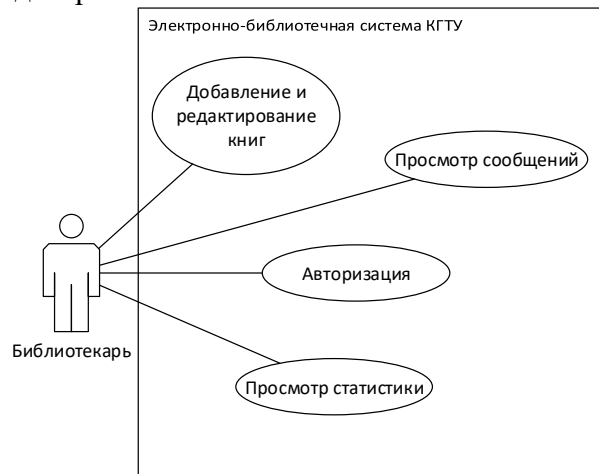 Электронно-библиотечная система КГТУ
Добавление и
редактирование
книг
Просмотр сообщений
Авторизация
Библиотекарь
Просмотр статистики